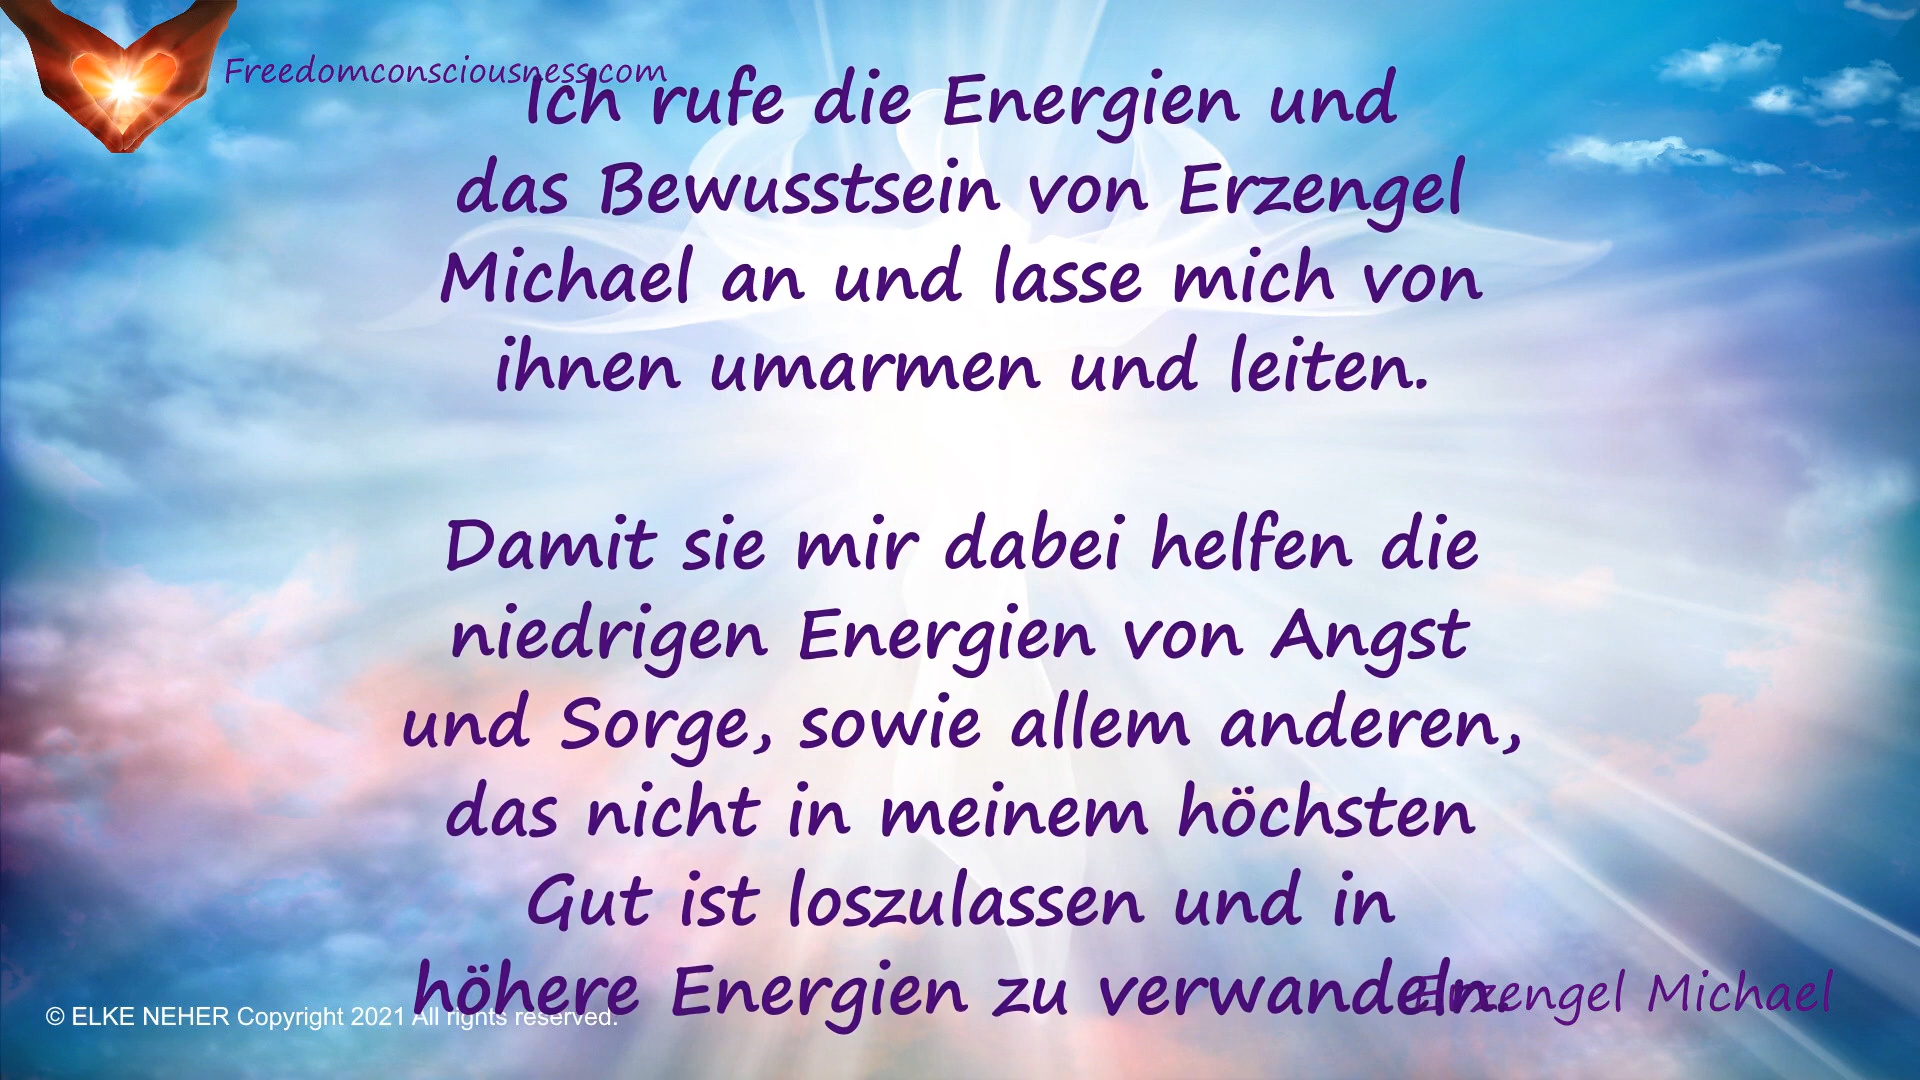 Freedomconsciousness.com
Ich rufe die Energien und
das Bewusstsein von Erzengel
Michael an und lasse mich von
ihnen umarmen und leiten.
Damit sie mir dabei helfen die
niedrigen Energien von Angst
und Sorge, sowie allem anderen,
das nicht in meinem höchsten
Gut ist loszulassen und in
höhere Energien zu verwandeln.
Erzengel Michael
© ELKE NEHER Copyright 2021 All rights reserved.